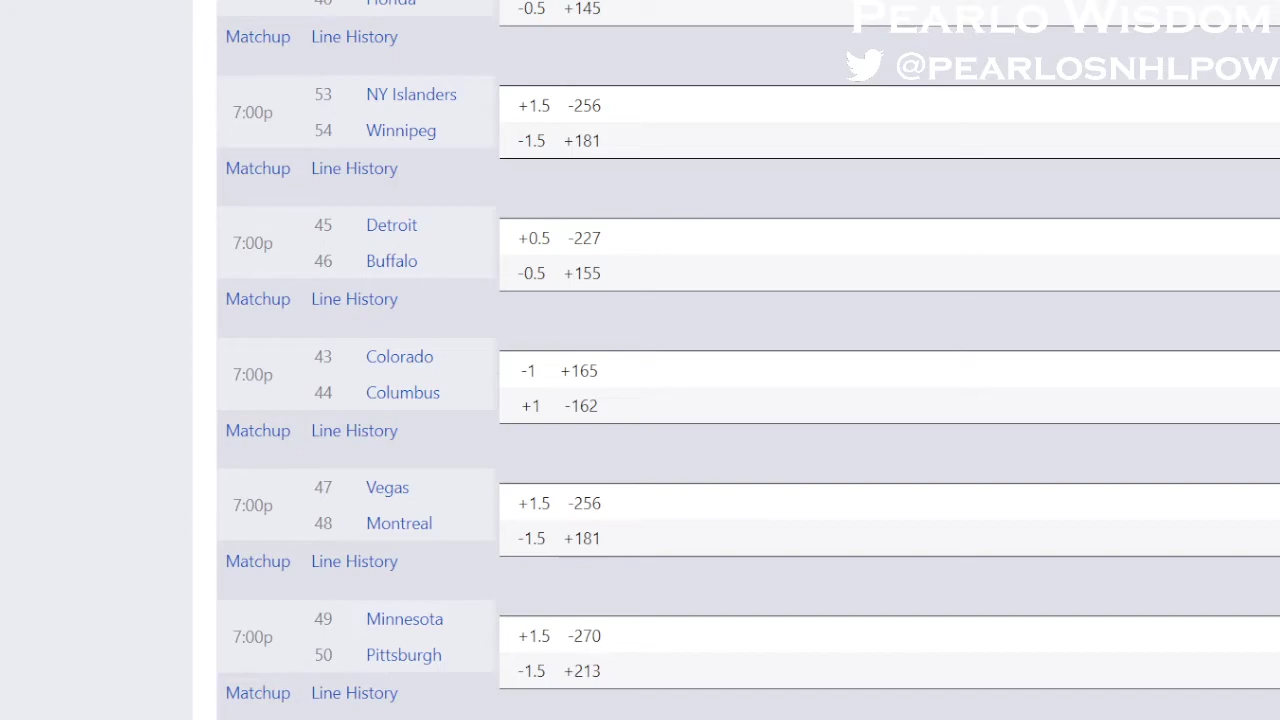 40 Florida -0.5 +145
PEARLO WISDOM
Matchup Line History
@PEARLOSNHLPOW
7:00p
53 NY Islanders +1.5 -256
54 Winnipeg -1.5 +181
Matchup Line History
7:00p
45 Detroit +0.5 -227
46 Buffalo -0.5 +155
Matchup Line History
7:00p
43 Colorado -1 +165
44 Columbus +1 -162
Matchup Line History
7:00p
47 Vegas +1.5 -256
48 Montreal -1.5 +181
Matchup Line History
7:00p
49 Minnesota +1.5 -270
50 Pittsburgh -1.5 +213
Matchup Line History